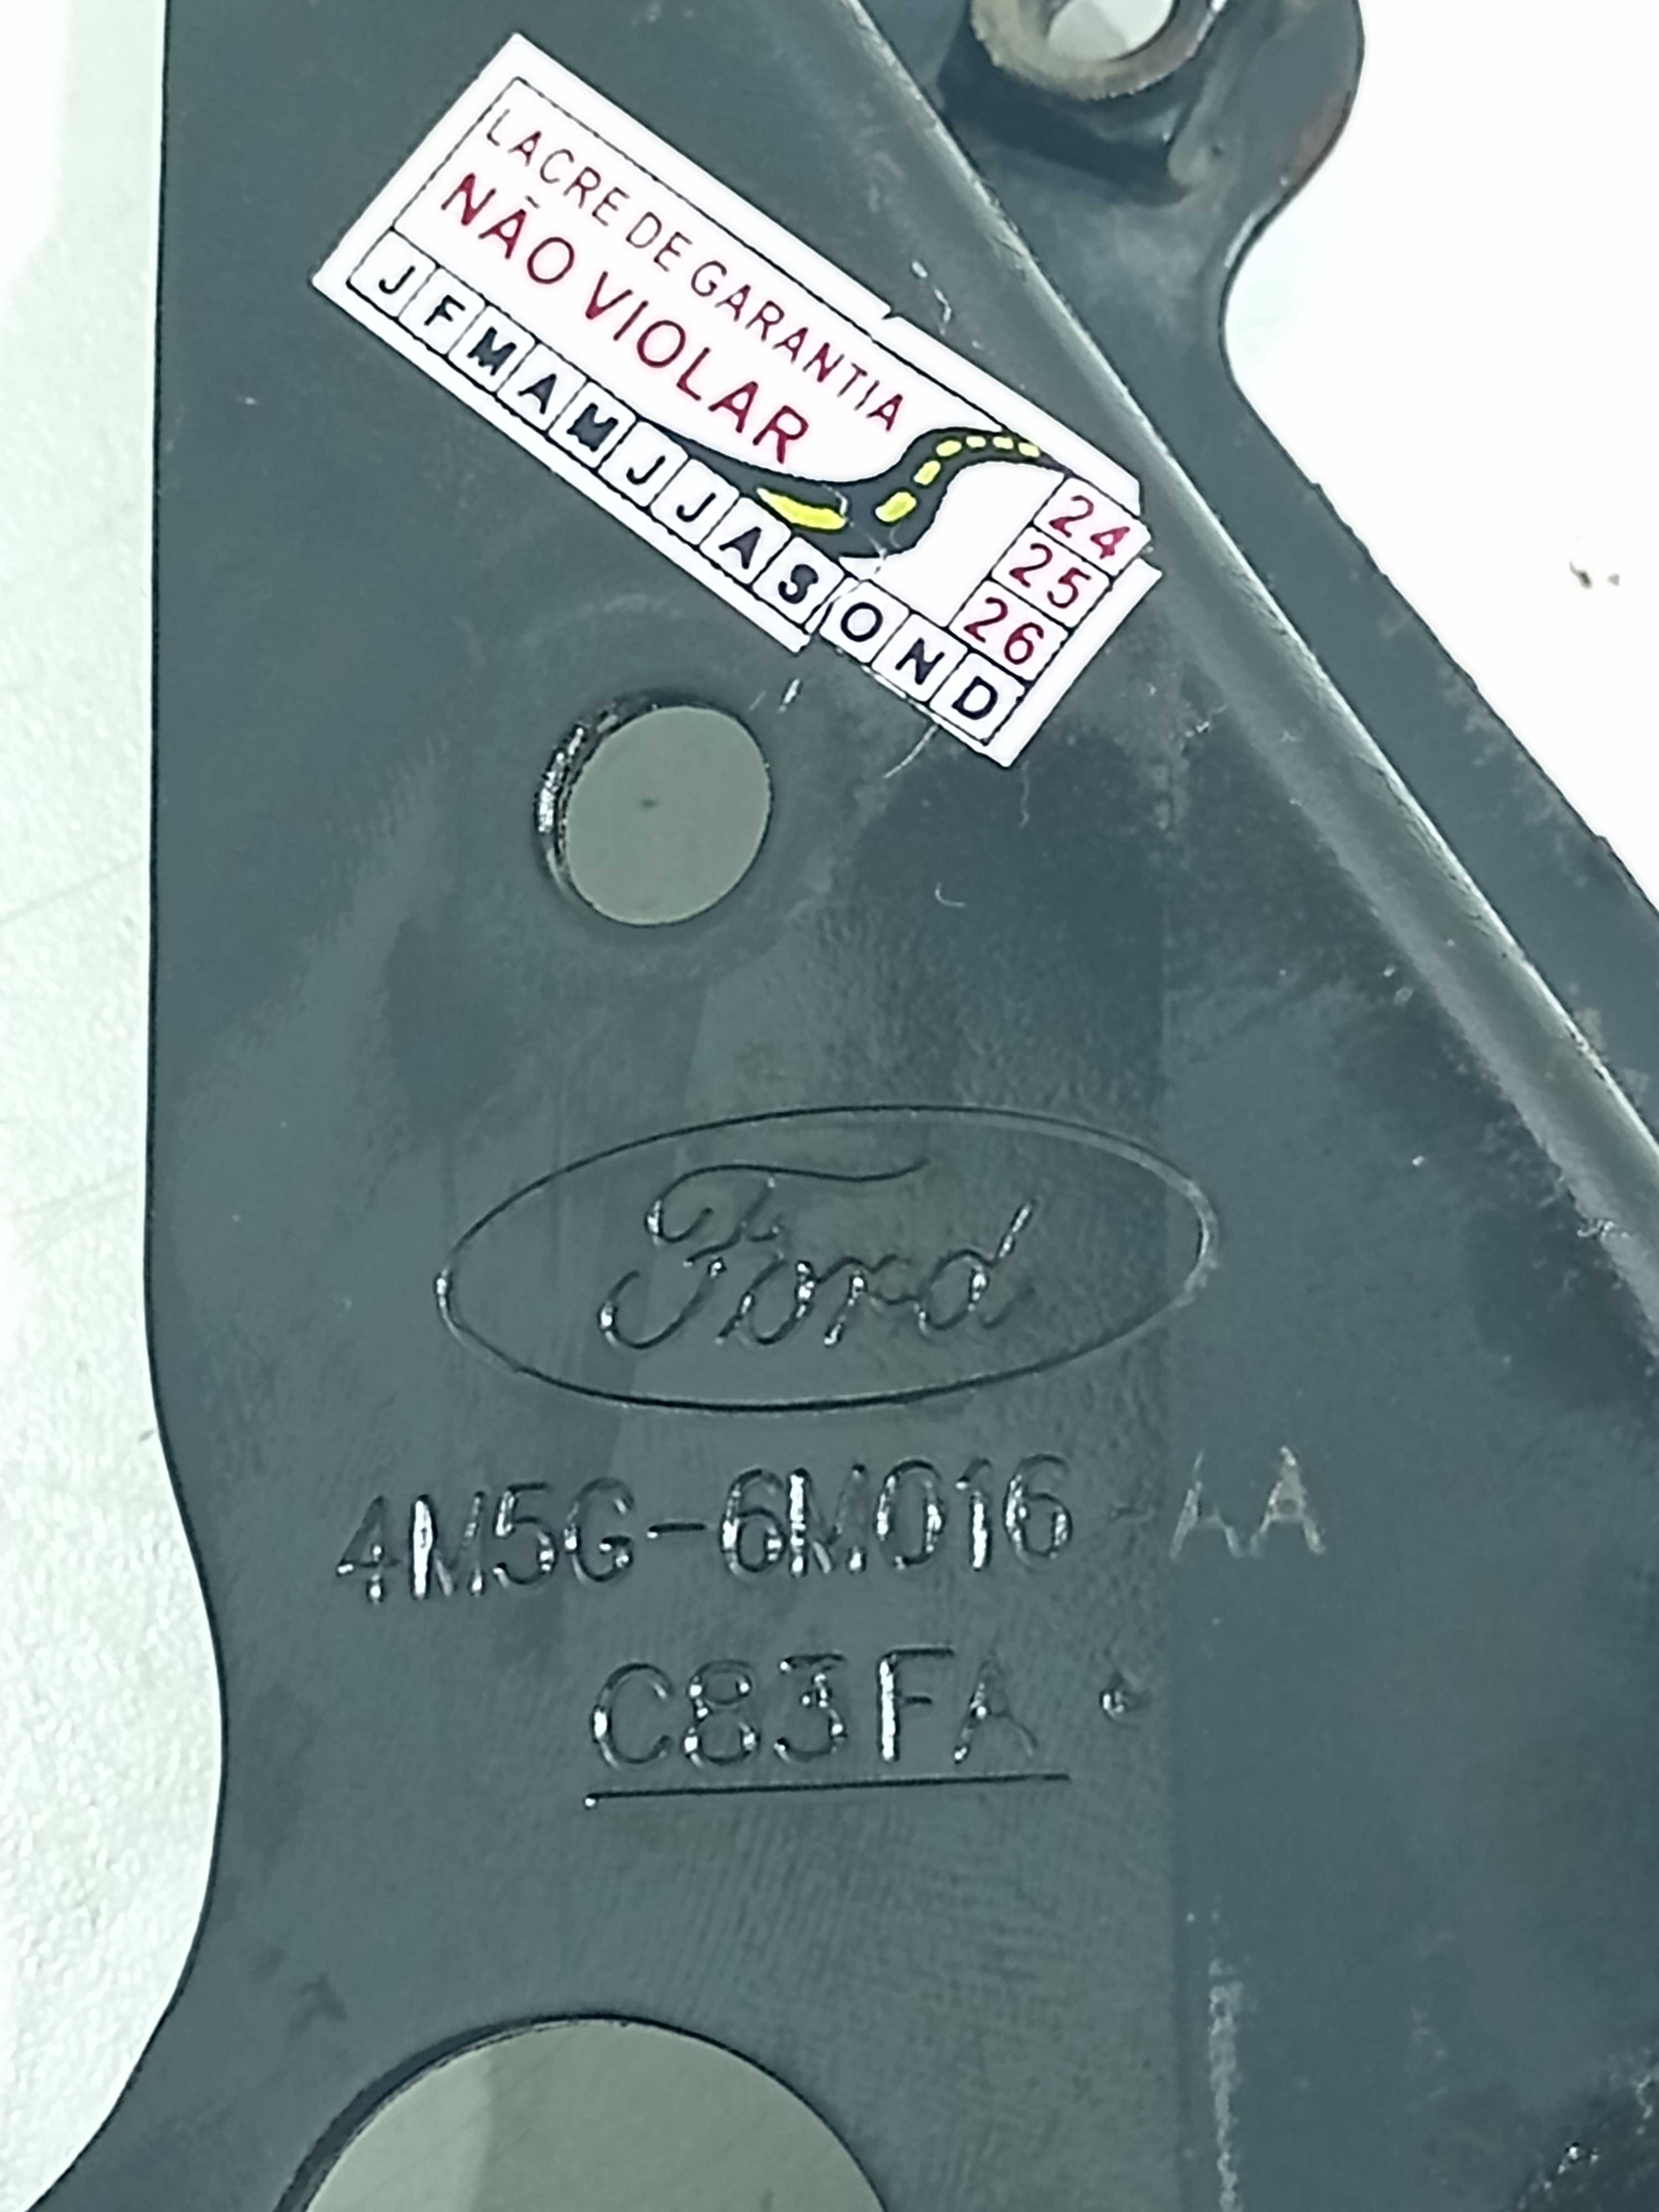 LACRE DE GARANTIA
NÃO VIOLAR
J F M A M J J A S O N D
24
25
26
Ford
4M5G-6M016-AA
C83FA